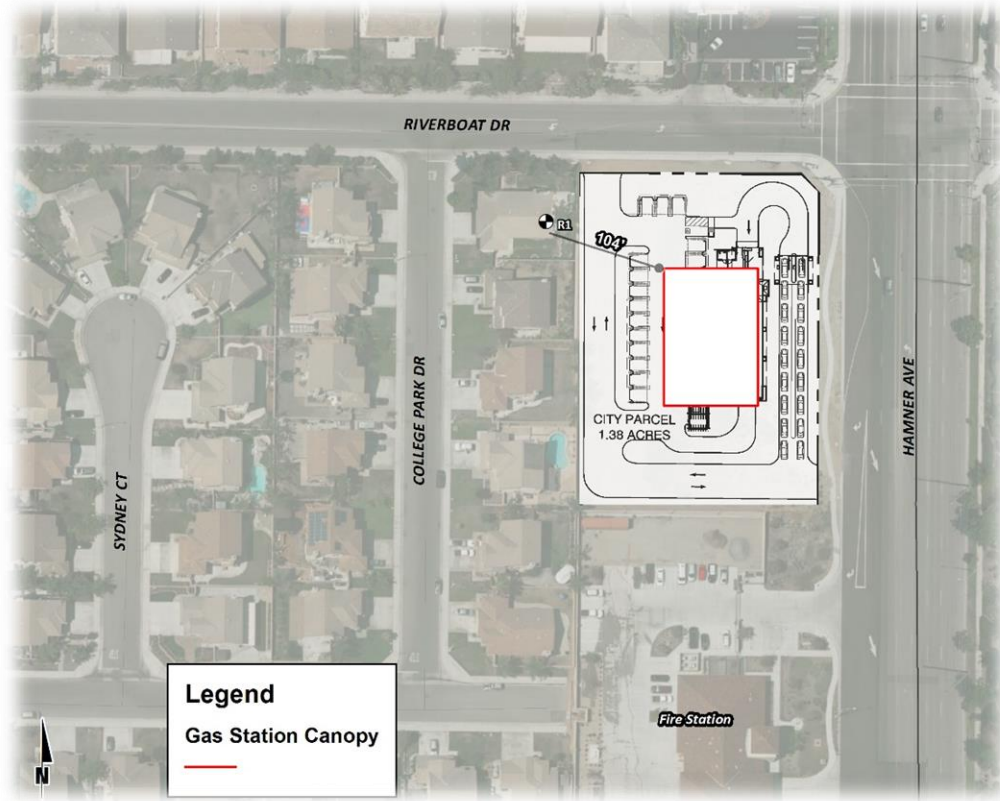 RIVERBOAT DR
R1
104'
COLLEGE PARK DR
HAMNER AVE
CITY PARCEL
1.38 ACRES
SYDNEY CT
Legend
Gas Station Canopy
Fire Station
N